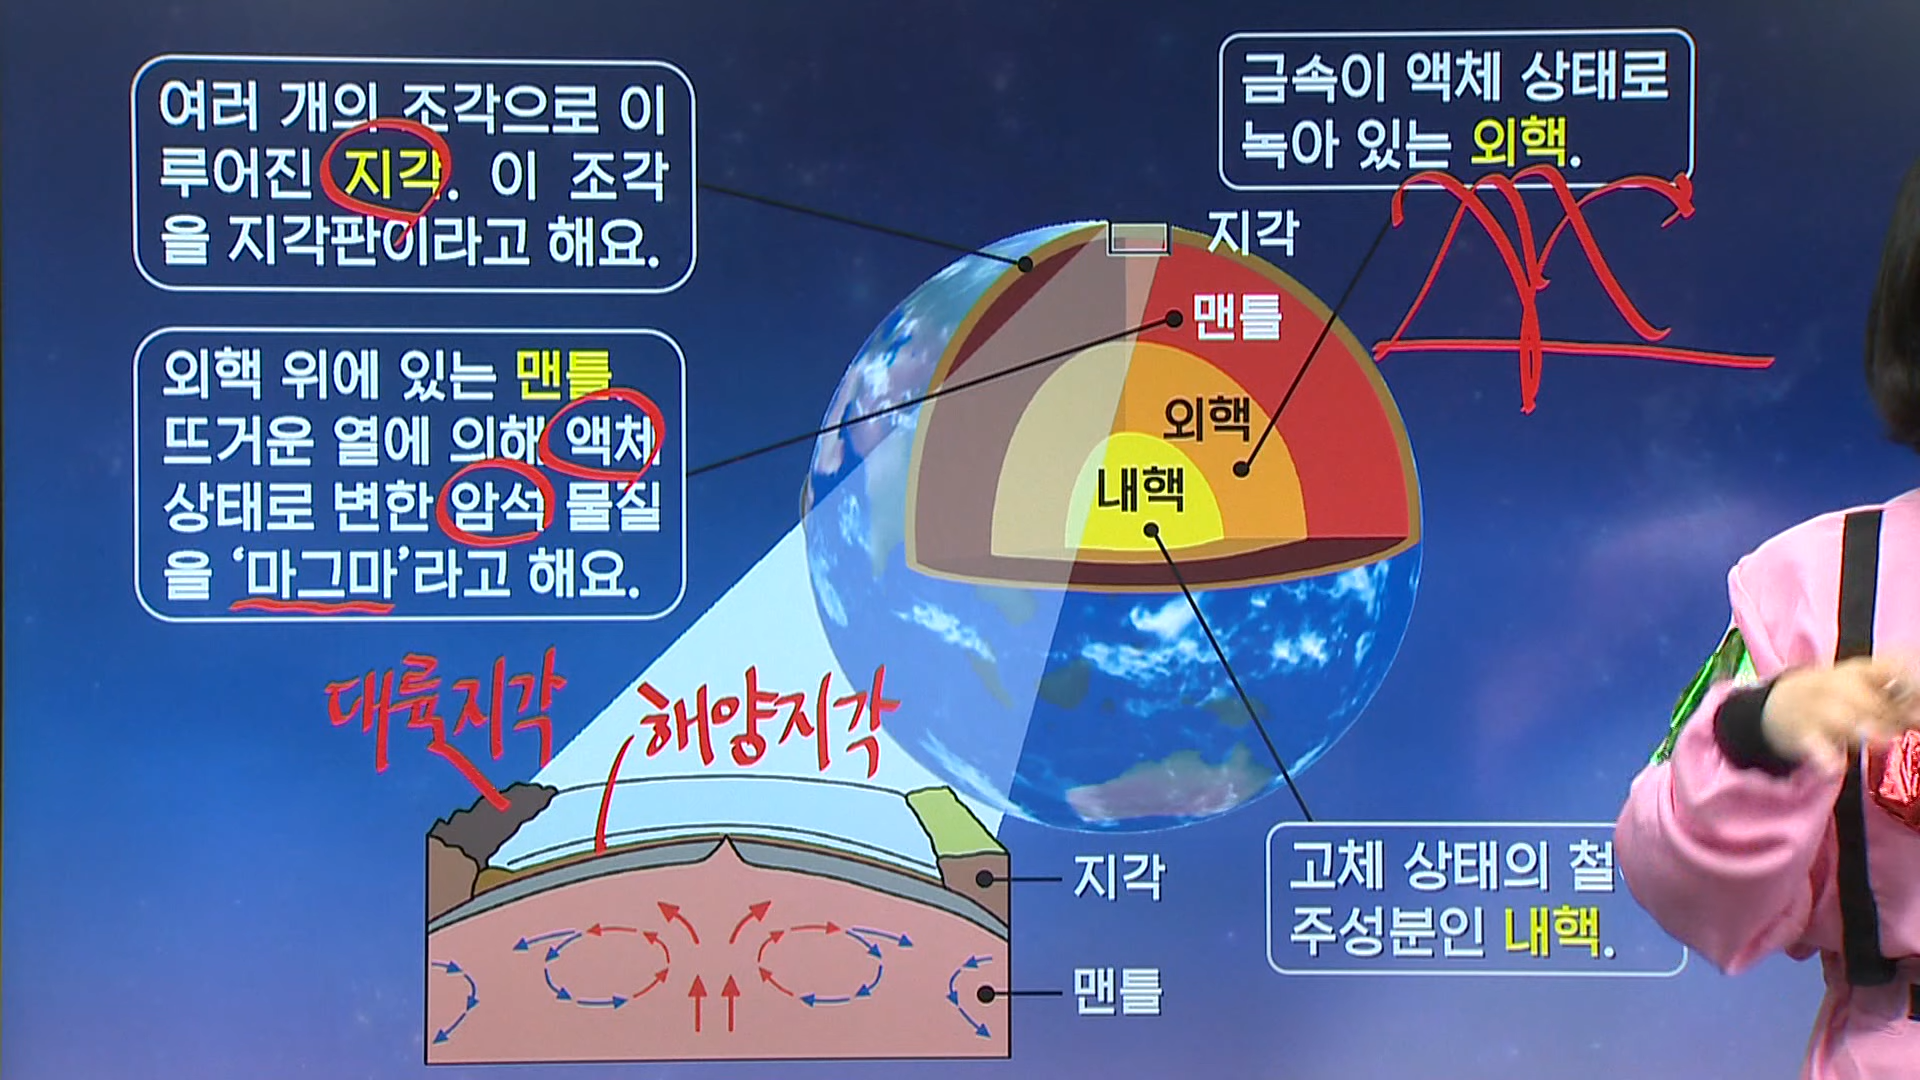 여러 개의 조각으로 이
루어진 지각. 이 조각
을 지각판이라고 해요.
외핵 위에 있는 맨틀.
뜨거운 열에 의해 액체
상태로 변한 암석 물질
을 ‘마그마’라고 해요.
금속이 액체 상태로
녹아 있는 외핵.
지각
맨틀
외핵
내핵
대륙지각
해양지각
지각
맨틀
고체 상태의 철
주성분인 내핵.